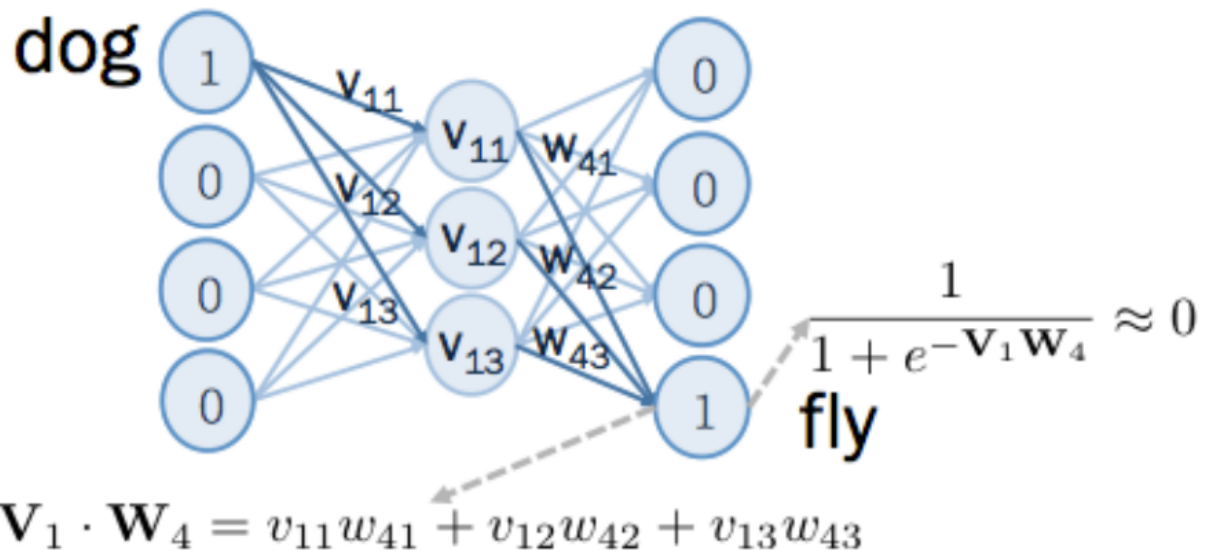 dog
1
0
0
0
v11
v12
v13
v11
v12
v13
w41
w42
w43
0
0
0
1
fly
1 / (1 + e^{-V₁W₄}) ≈ 0
V₁ · W₄ = v₁₁w₄₁ + v₁₂w₄₂ + v₁₃w₄₃